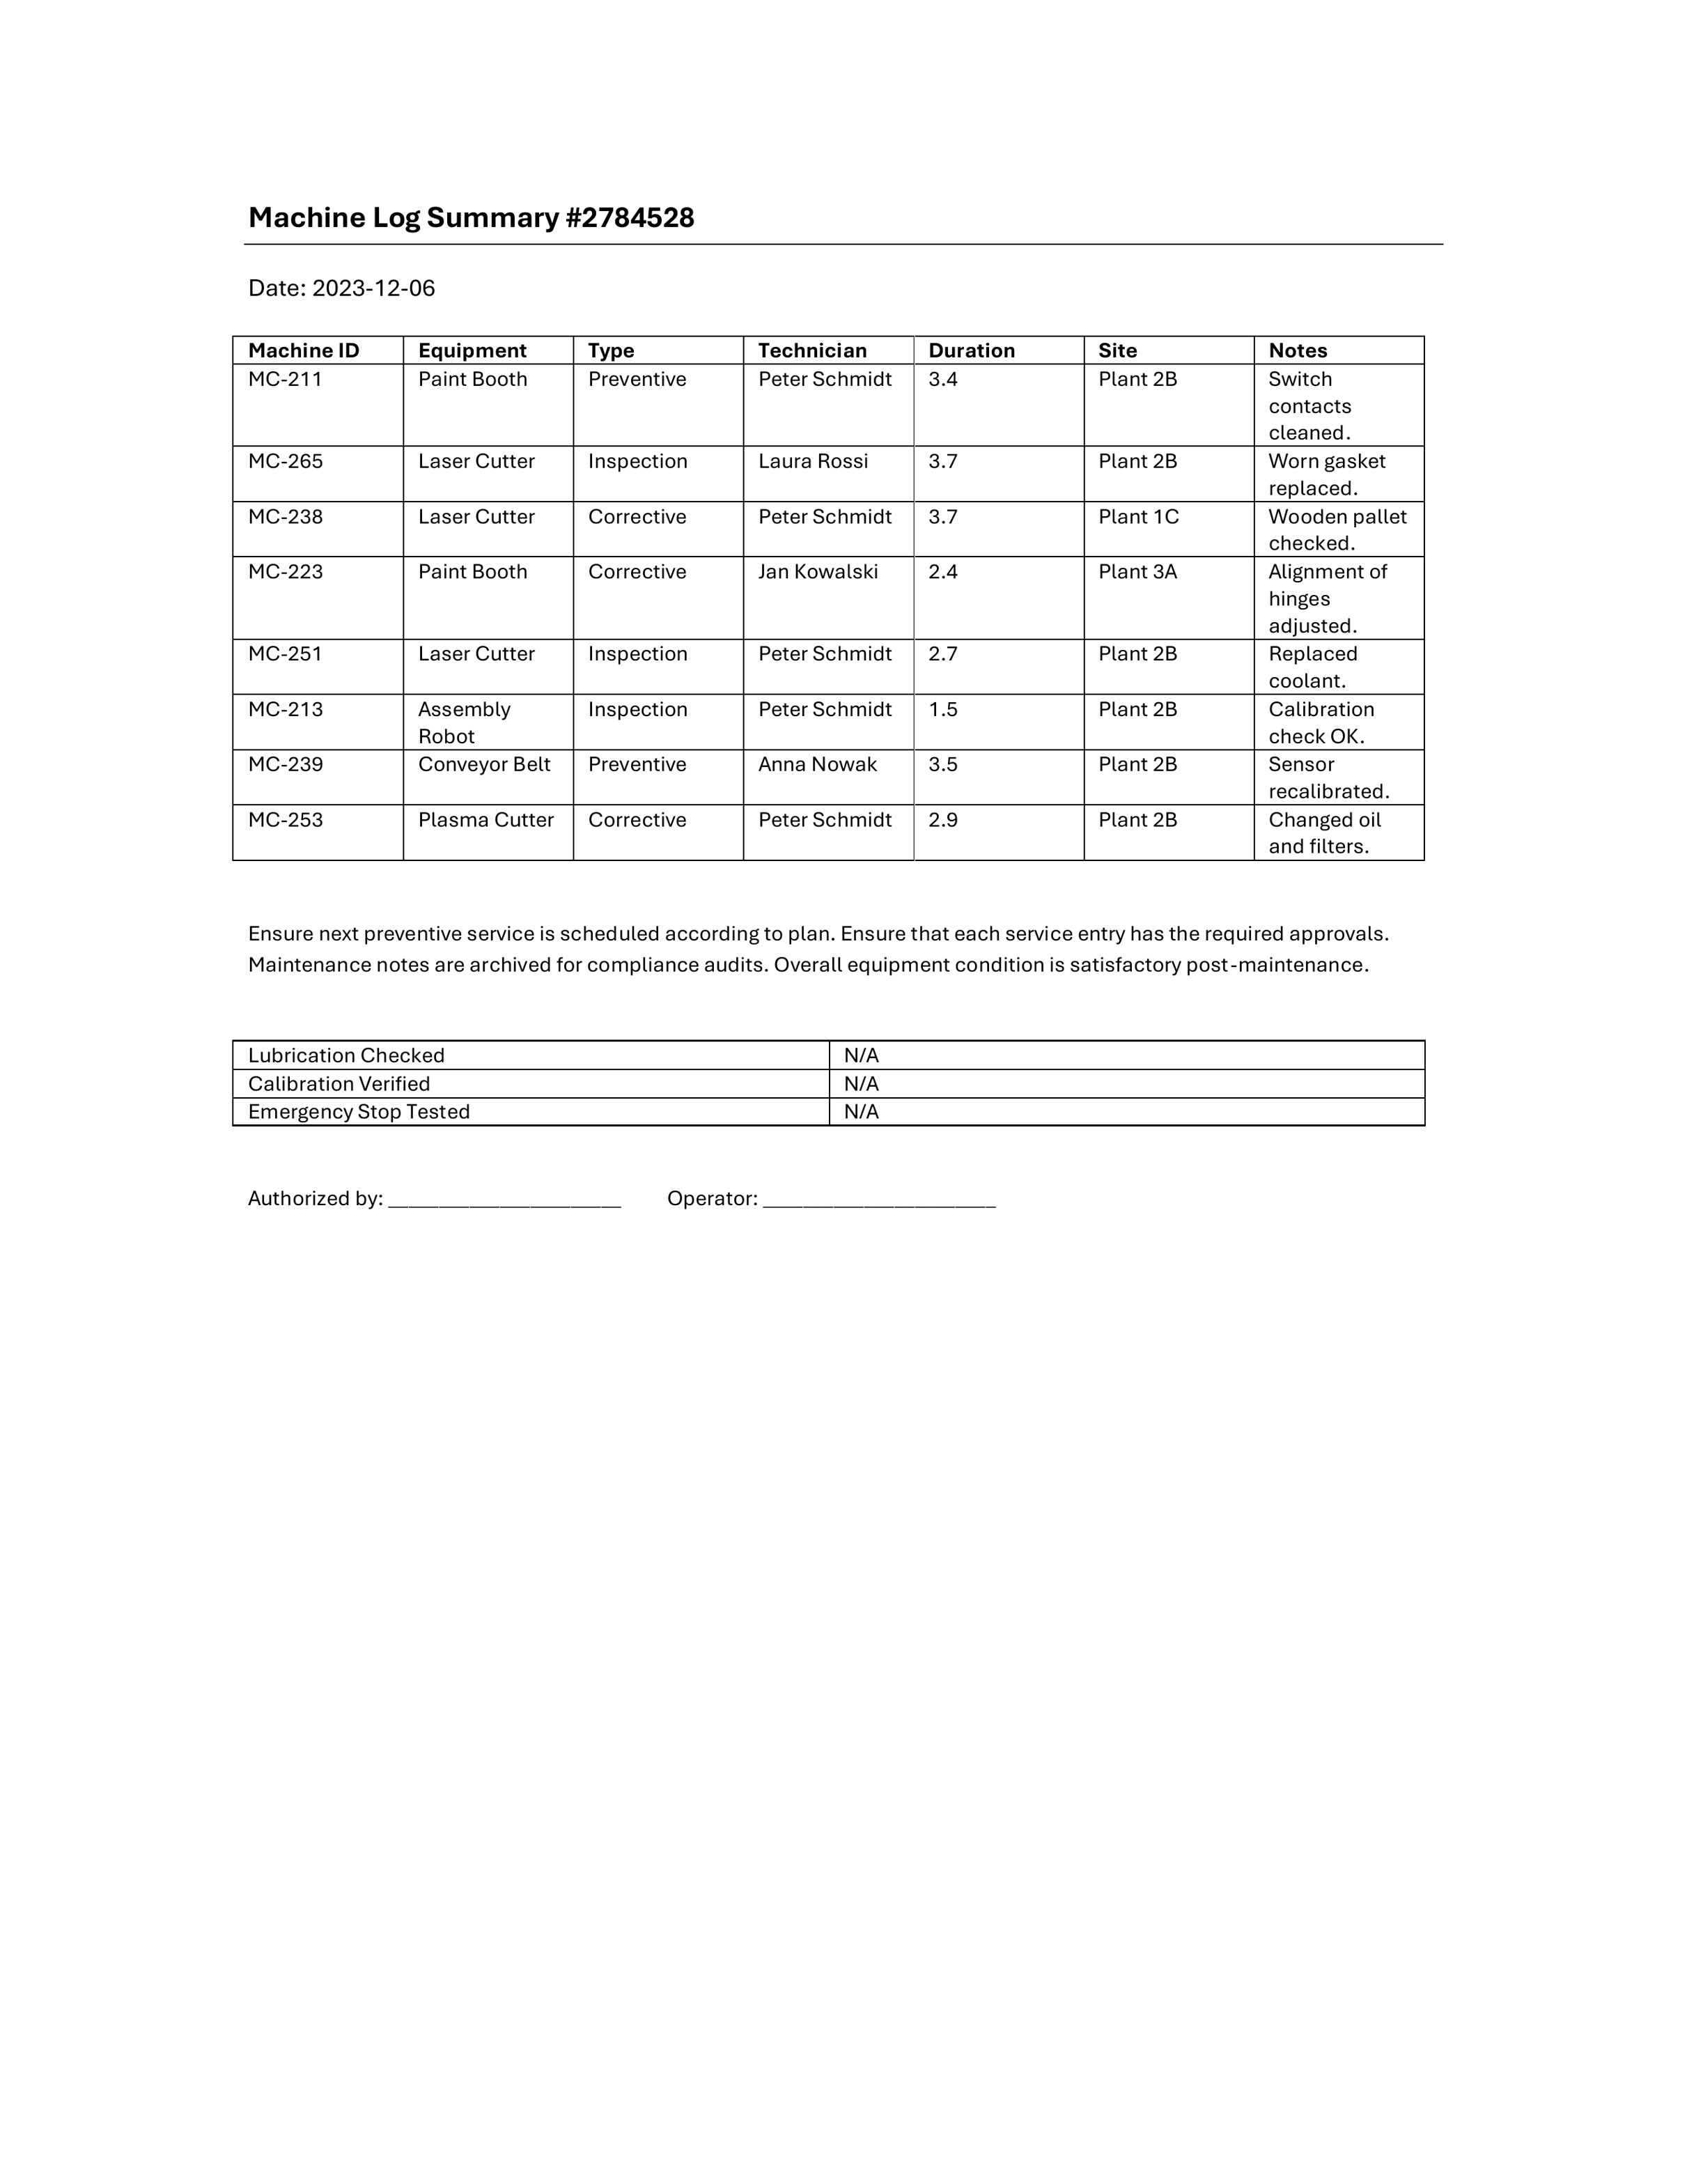 Machine Log Summary #2784528
Date: 2023-12-06
Machine ID Equipment Type Technician Duration Site Notes
MC-211 Paint Booth Preventive Peter Schmidt 3.4 Plant 2B Switch
contacts
cleaned.
MC-265 Laser Cutter Inspection Laura Rossi 3.7 Plant 2B Worn gasket
replaced.
MC-238 Laser Cutter Corrective Peter Schmidt 3.7 Plant 1C Wooden pallet
checked.
MC-223 Paint Booth Corrective Jan Kowalski 2.4 Plant 3A Alignment of
hinges
adjusted.
MC-251 Laser Cutter Inspection Peter Schmidt 2.7 Plant 2B Replaced
coolant.
MC-213 Assembly Inspection Peter Schmidt 1.5 Plant 2B Calibration
Robot check OK.
MC-239 Conveyor Belt Preventive Anna Nowak 3.5 Plant 2B Sensor
recalibrated.
MC-253 Plasma Cutter Corrective Peter Schmidt 2.9 Plant 2B Changed oil
and filters.
Ensure next preventive service is scheduled according to plan. Ensure that each service entry has the required approvals.
Maintenance notes are archived for compliance audits. Overall equipment condition is satisfactory post-maintenance.
Lubrication Checked N/A
Calibration Verified N/A
Emergency Stop Tested N/A
Authorized by: ______________________ Operator: ______________________